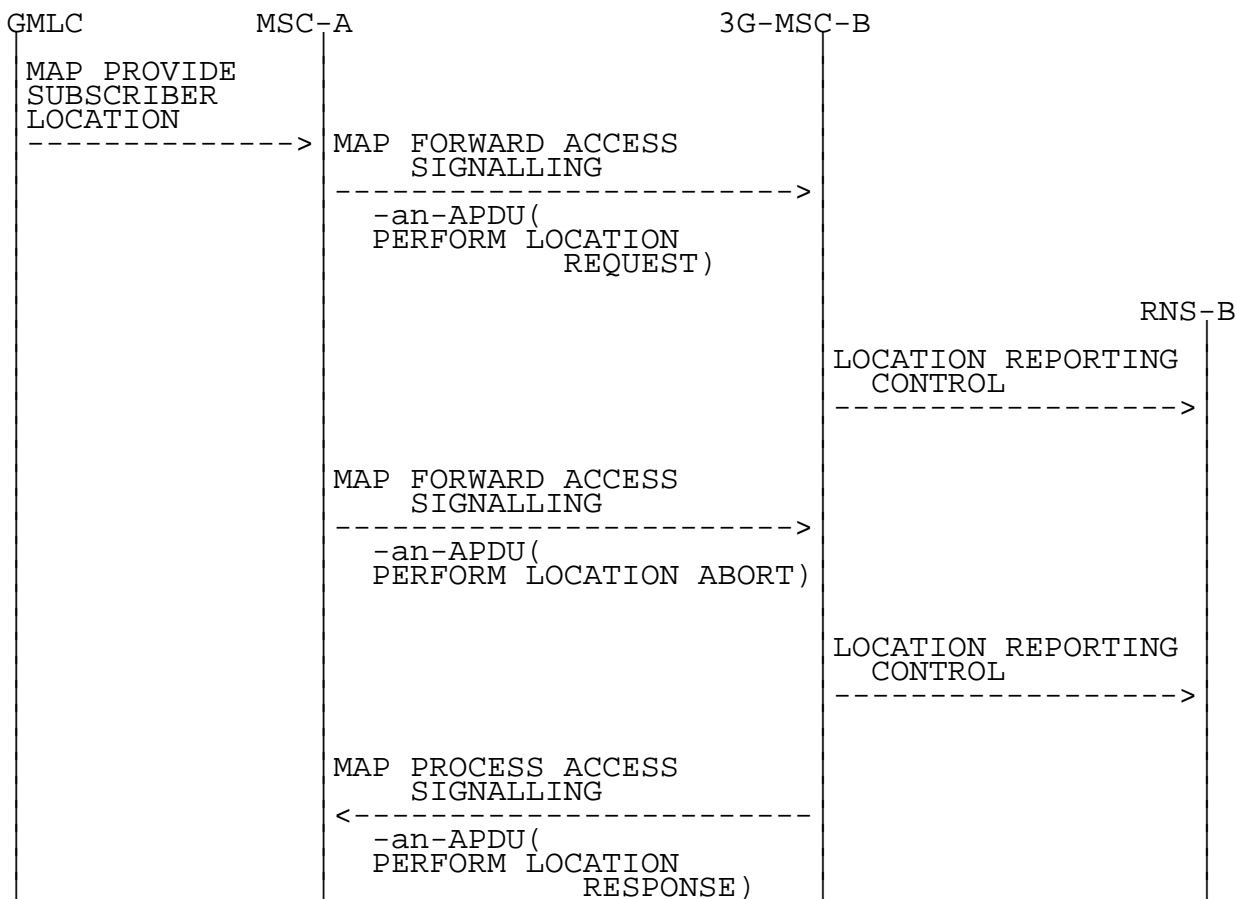 GMLC MSC-A 3G-MSC-B
MAP PROVIDE
SUBSCRIBER
LOCATION
--------------> MAP FORWARD ACCESS
SIGNALLING
------------------------>
-an-APDU(
PERFORM LOCATION
REQUEST)
RNS-B
LOCATION REPORTING
CONTROL
------------------>
MAP FORWARD ACCESS
SIGNALLING
------------------------>
-an-APDU(
PERFORM LOCATION ABORT)
LOCATION REPORTING
CONTROL
------------------>
MAP PROCESS ACCESS
SIGNALLING
<------------------------
-an-APDU(
PERFORM LOCATION
RESPONSE)